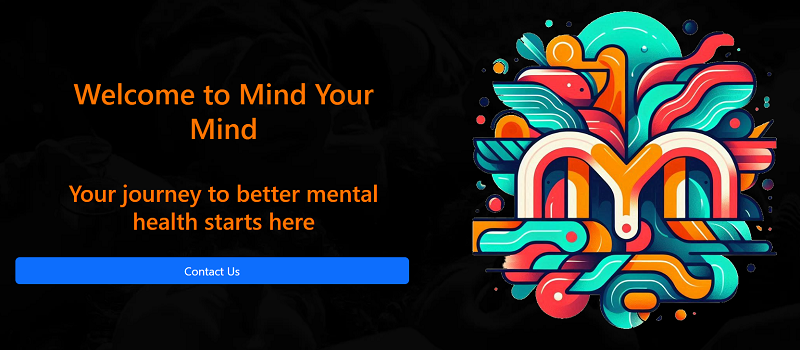 Welcome to Mind Your
Mind
Your journey to better mental
health starts here
Contact Us